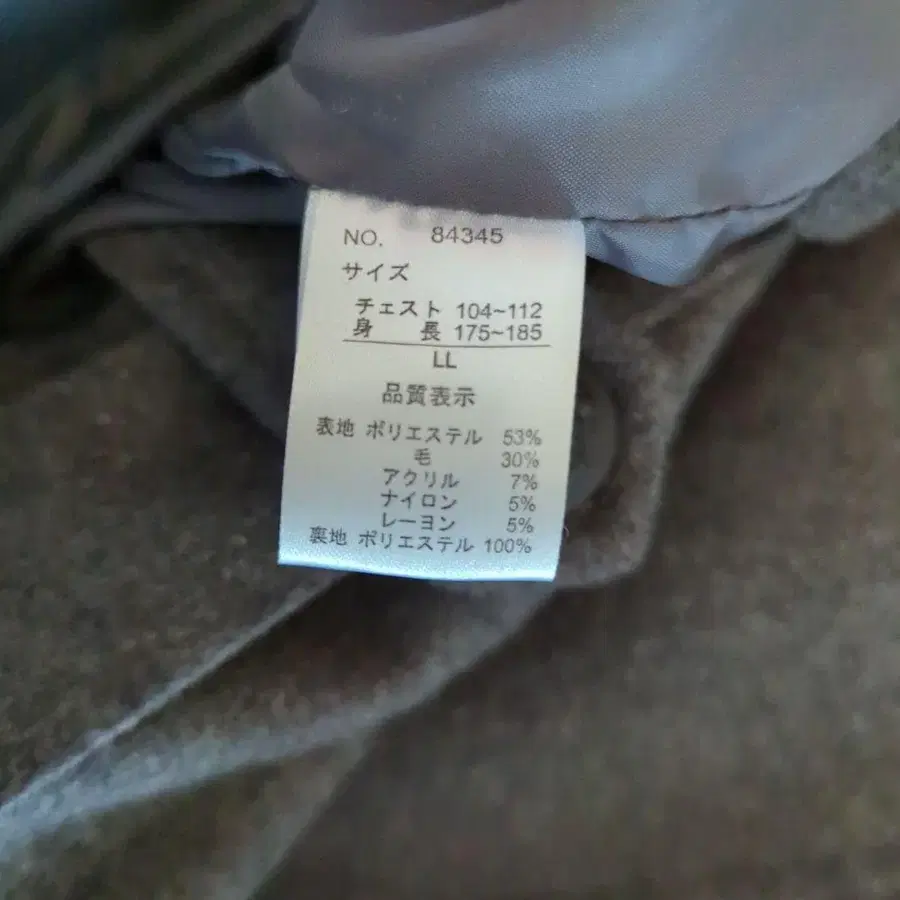 NO. 84345
サイズ
チェスト 104~112
身 長 175~185
LL
品質表示
表地 ポリエステル 53%
毛 30%
アクリル 7%
ナイロン 5%
レーヨン 5%
裏地 ポリエステル 100%